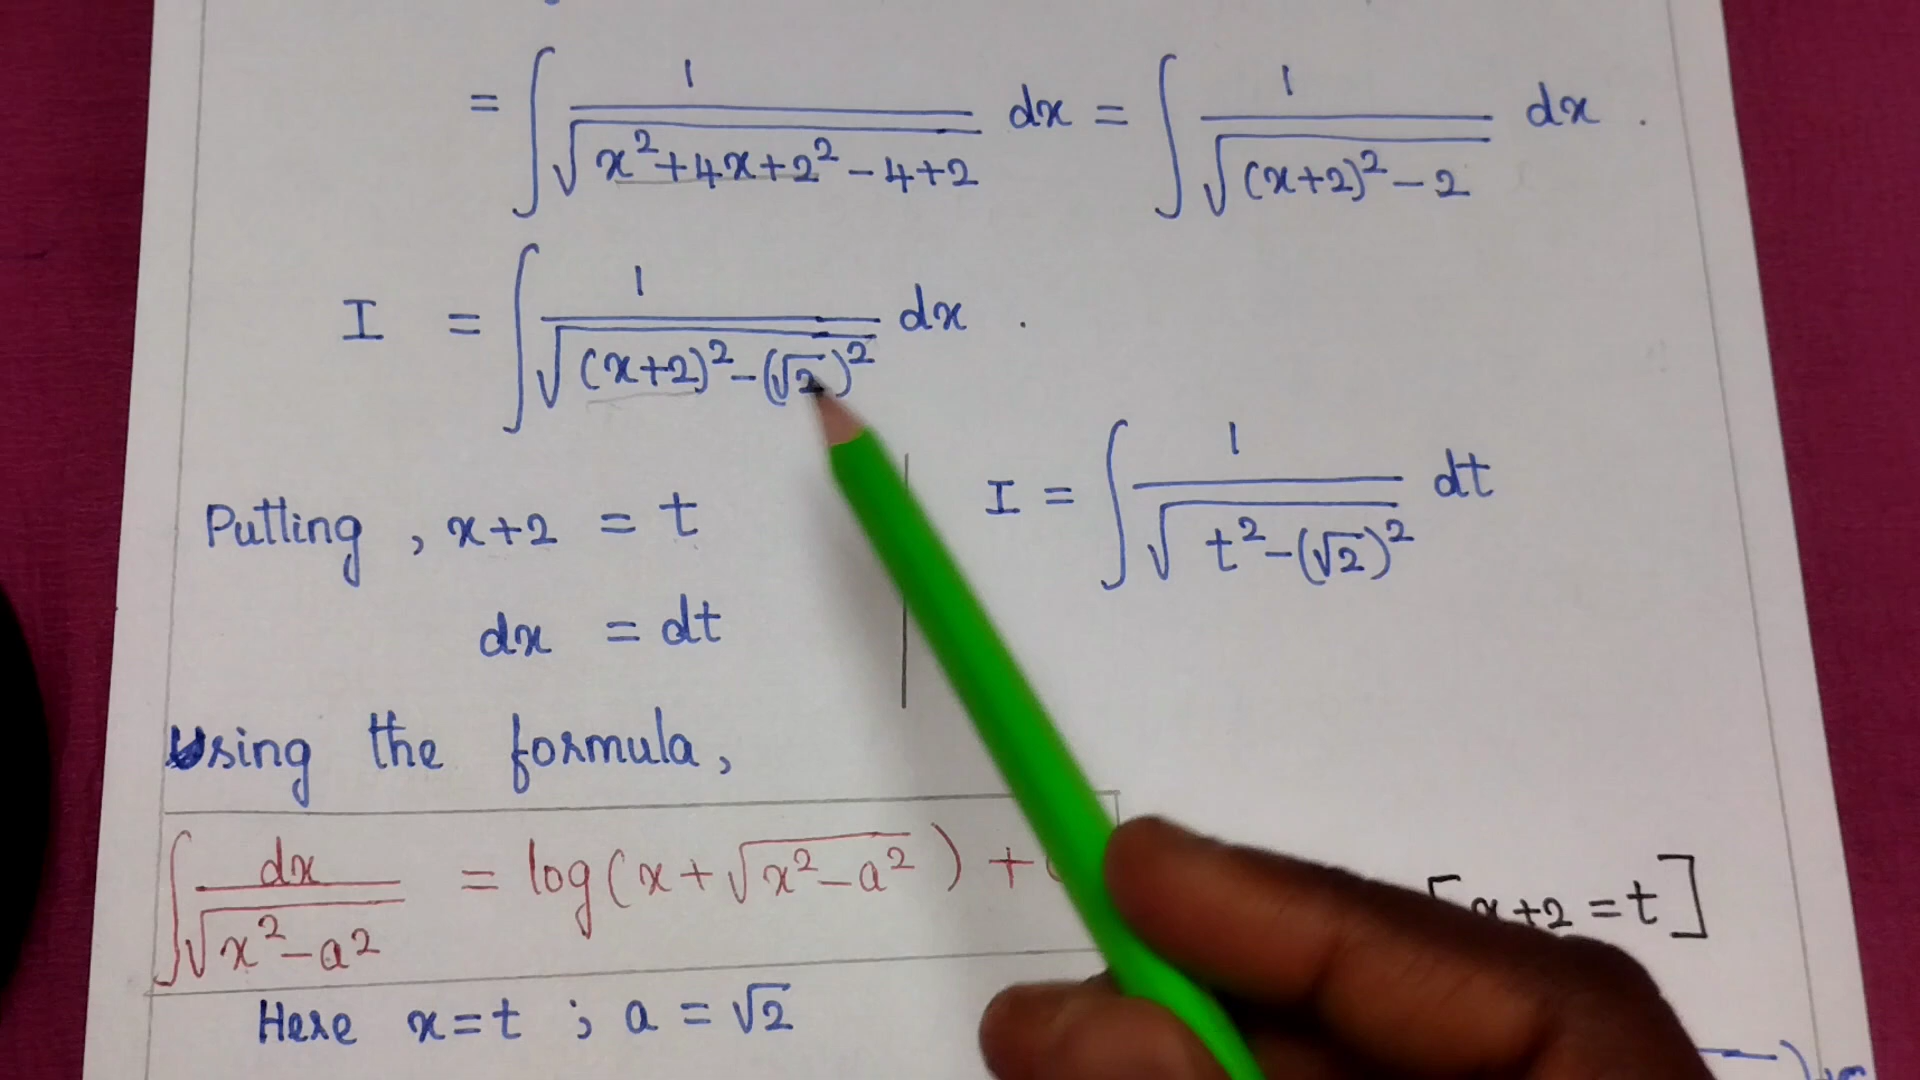 = ∫ 1/√(x²+4x+2²-4+2) dx = ∫ 1/√((x+2)²-2) dx .
I = ∫ 1/√((x+2)²-(√2)²) dx .
Putting , x+2 = t
dx = dt
I = ∫ 1/√(t²-(√2)²) dt
Using the formula,
∫ dx/√(x²-a²) = log(x+√(x²-a²)) +
[x+2=t]
Here x=t ; a = √2